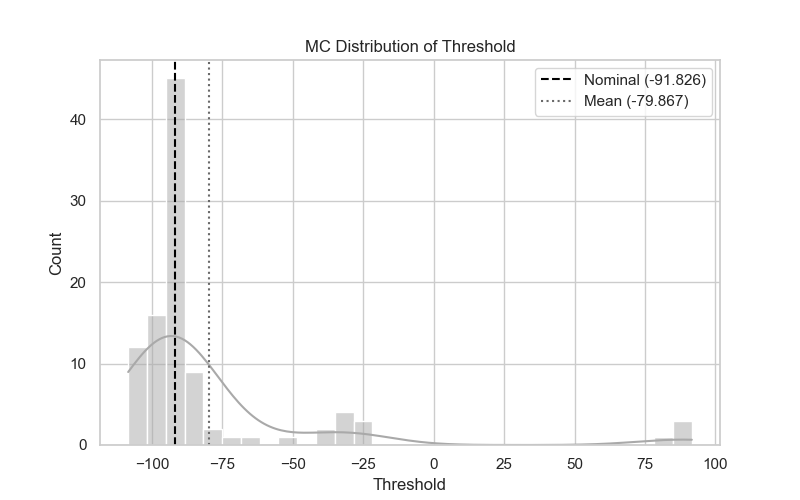 MC Distribution of Threshold
Nominal (-91.826)
Mean (-79.867)
Count
40
30
20
10
0
−100 −75 −50 −25 0 25 50 75 100
Threshold